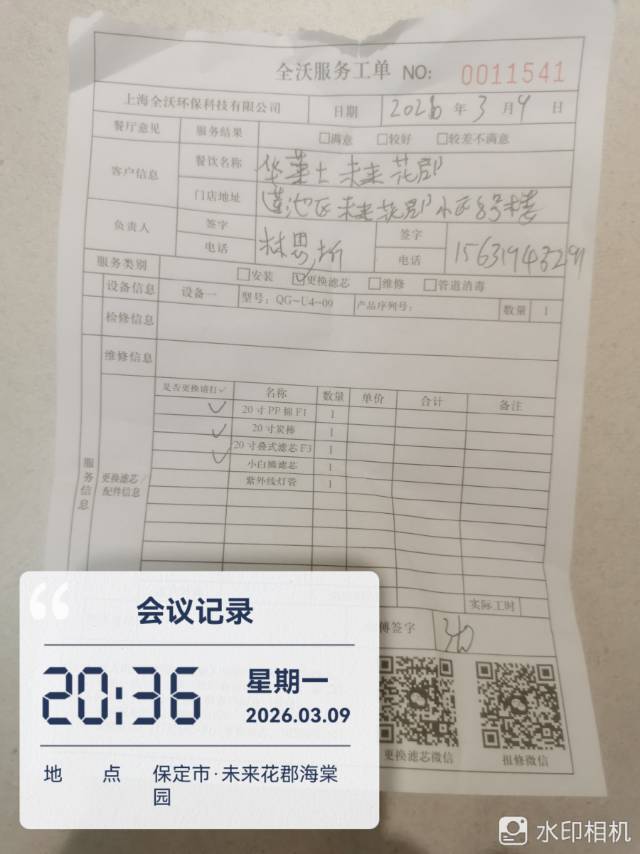 全沃服务工单 NO: 0011541
上海全沃环保科技有限公司 日期 2026年3月9日
餐厅意见 服务结果 □满意 □较好 □较差不满意
客户信息 餐饮名称 华莱士未来花郡
门店地址 莲池区未来花郡小区8号楼
负责人 签字 签字
电话 电话
服务类别 □安装 ☑更换滤芯 □维修 □管道消毒
设备信息 设备一 型号: QG-U4-09 产品序列号: 数量 1
检修信息
维修信息
是否更换请打√ 名称 数量 单价 合计 备注
✓ 20寸PP棉F1 1
✓ 20寸炭棒 1
✓ 20寸叠式滤芯F3 1
小白鲸滤芯 1
紫外线灯管 1
服务信息
更换滤芯/配件信息
实际工时
签字
更换滤芯微信 报修微信
会议记录
20:36 星期一
2026.03.09
地 点 保定市·未来花郡海棠
园
水印相机